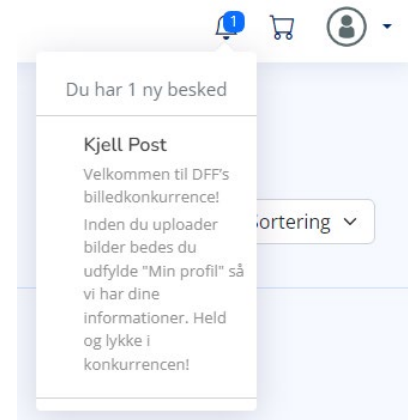 1
Du har 1 ny besked
Kjell Post
Velkommen til DFF's
billedkonkurrence!
Inden du uploader
bilder bedes du
udfylde "Min profil" så
vi har dine
informationer. Held
og lykke i
konkurrencen!
ortering